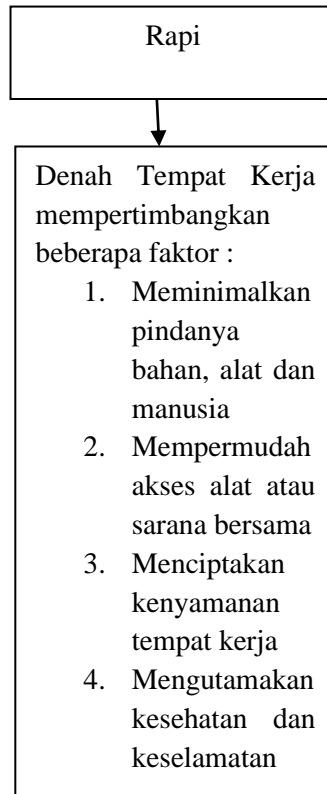 Rapi
Denah Tempat Kerja
mempertimbangkan
beberapa faktor :
1. Meminimalkan
pindanya
bahan, alat dan
manusia
2. Mempermudah
akses alat atau
sarana bersama
3. Menciptakan
kenyamanan
tempat kerja
4. Mengutamakan
kesehatan dan
keselamatan